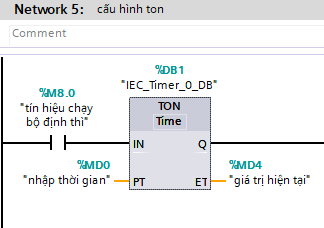 Network 5: cấu hình ton
Comment
%DB1
"IEC_Timer_0_DB"
%M8.0
"tín hiệu chạy
bộ định thì"
TON
Time
IN
Q
%MD0
"nhập thời gian"
PT
ET
%MD4
"giá trị hiện tại"